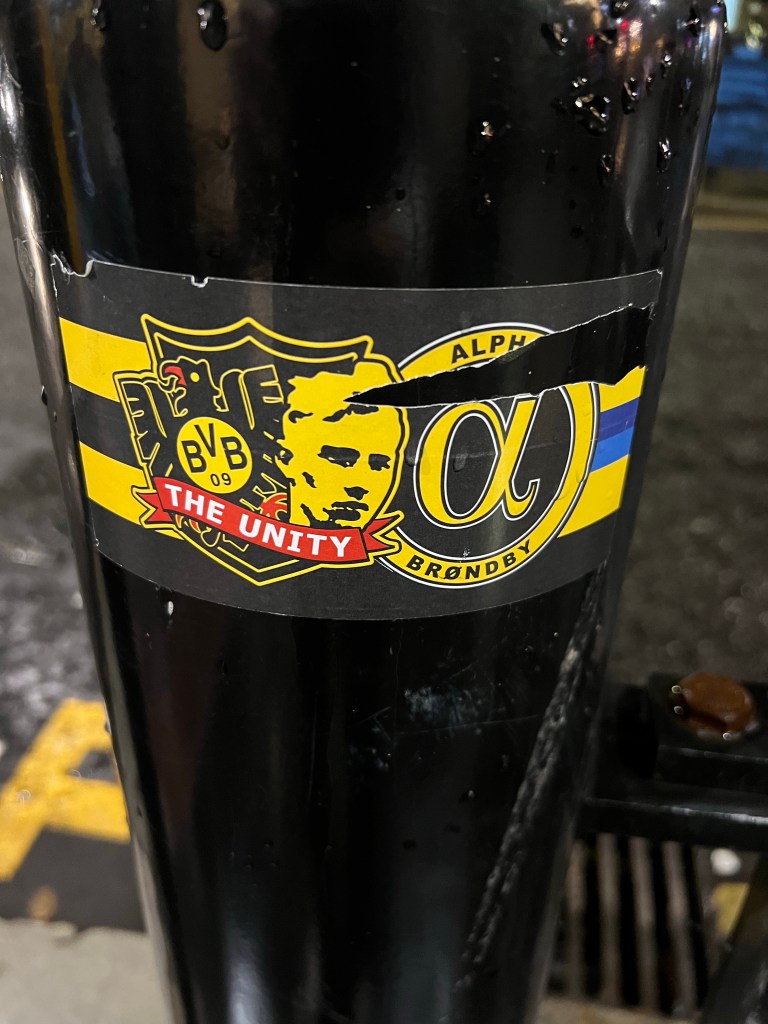 BVB
09
THE UNITY
ALPH
α
BRØNDBY